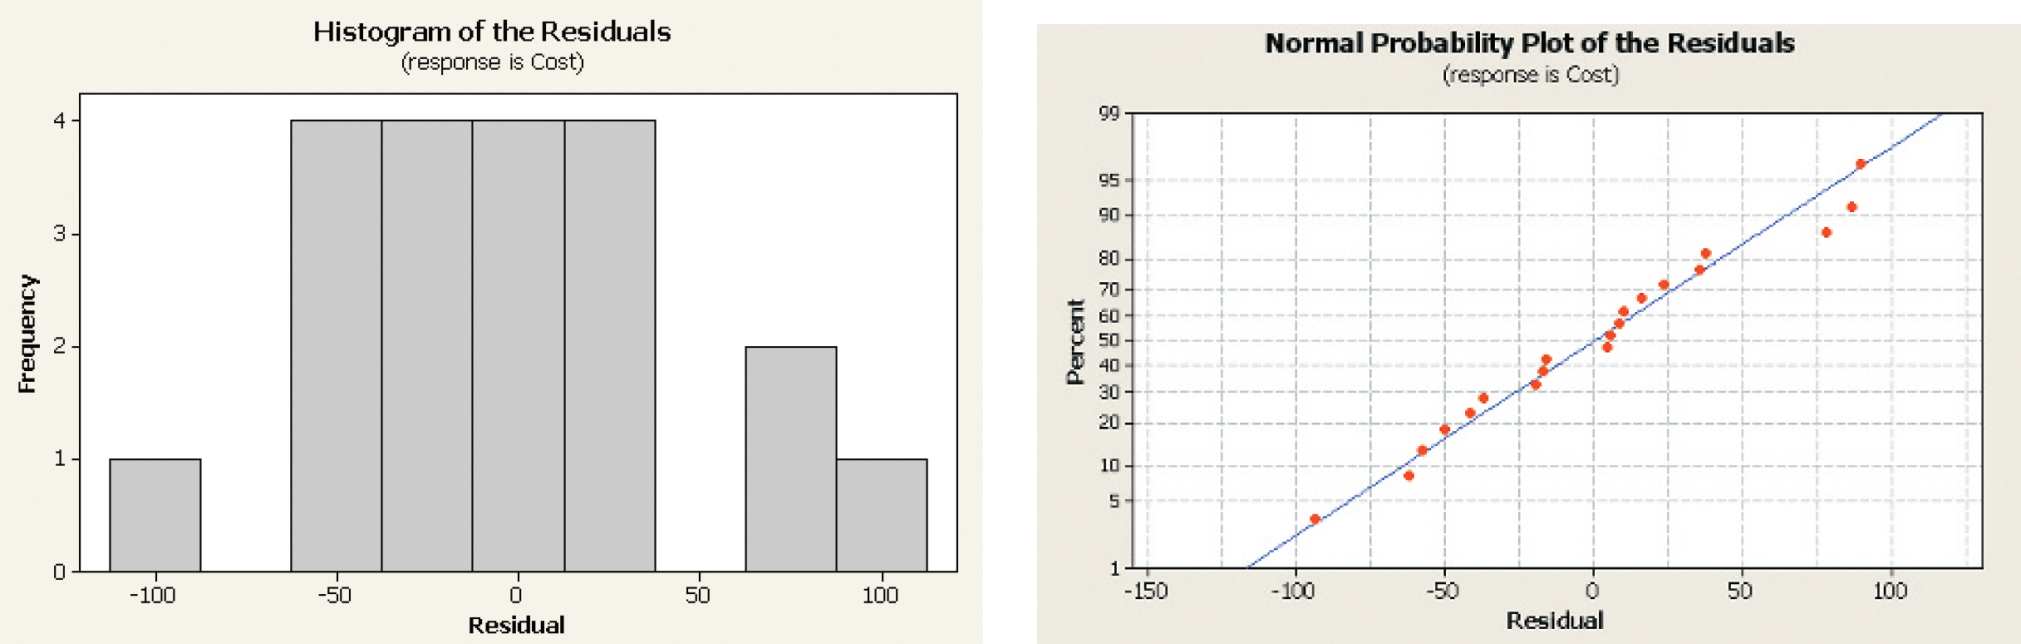 Histogram of the Residuals
(response is Cost)
4
3
2
1
0
Frequency
-100 -50 0 50 100
Residual
Normal Probability Plot of the Residuals
(response is Cost)
99
95
90
80
70
60
50
40
30
20
10
5
1
Percent
-150 -100 -50 0 50 100
Residual